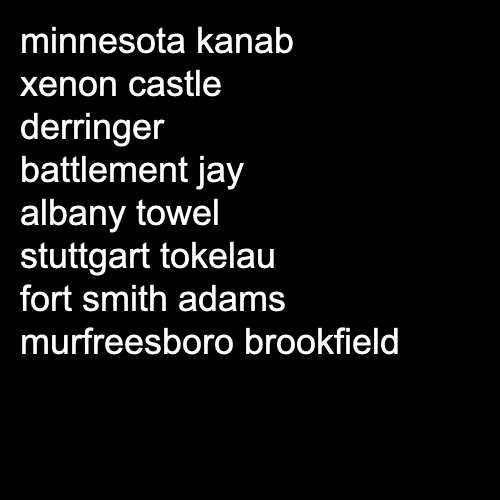 minnesota kanab
xenon castle
derringer
battlement jay
albany towel
stuttgart tokelau
fort smith adams
murfreesboro brookfield